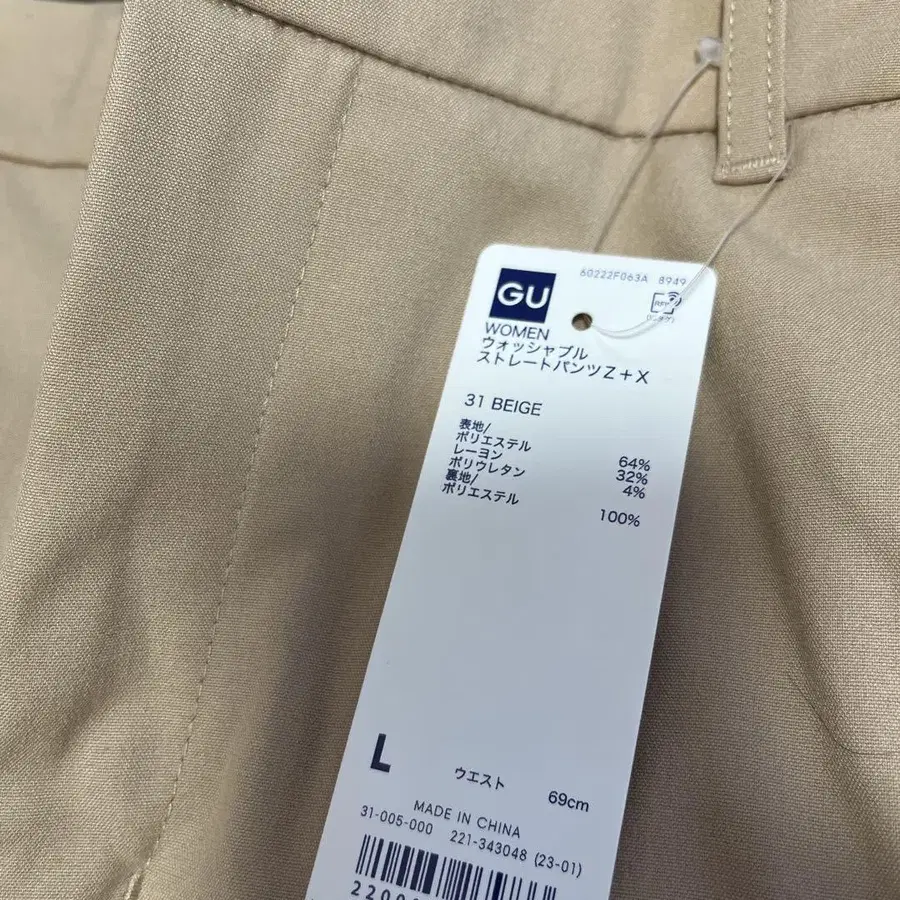 60222F063A 8949
GU
WOMEN
ウォッシャブル
ストレートパンツZ+X
31 BEIGE
表地/
ポリエステル 64%
レーヨン 32%
ポリウレタン 4%
裏地/
ポリエステル 100%
L ウエスト 69cm
MADE IN CHINA
31-005-000 221-343048 (23-01)